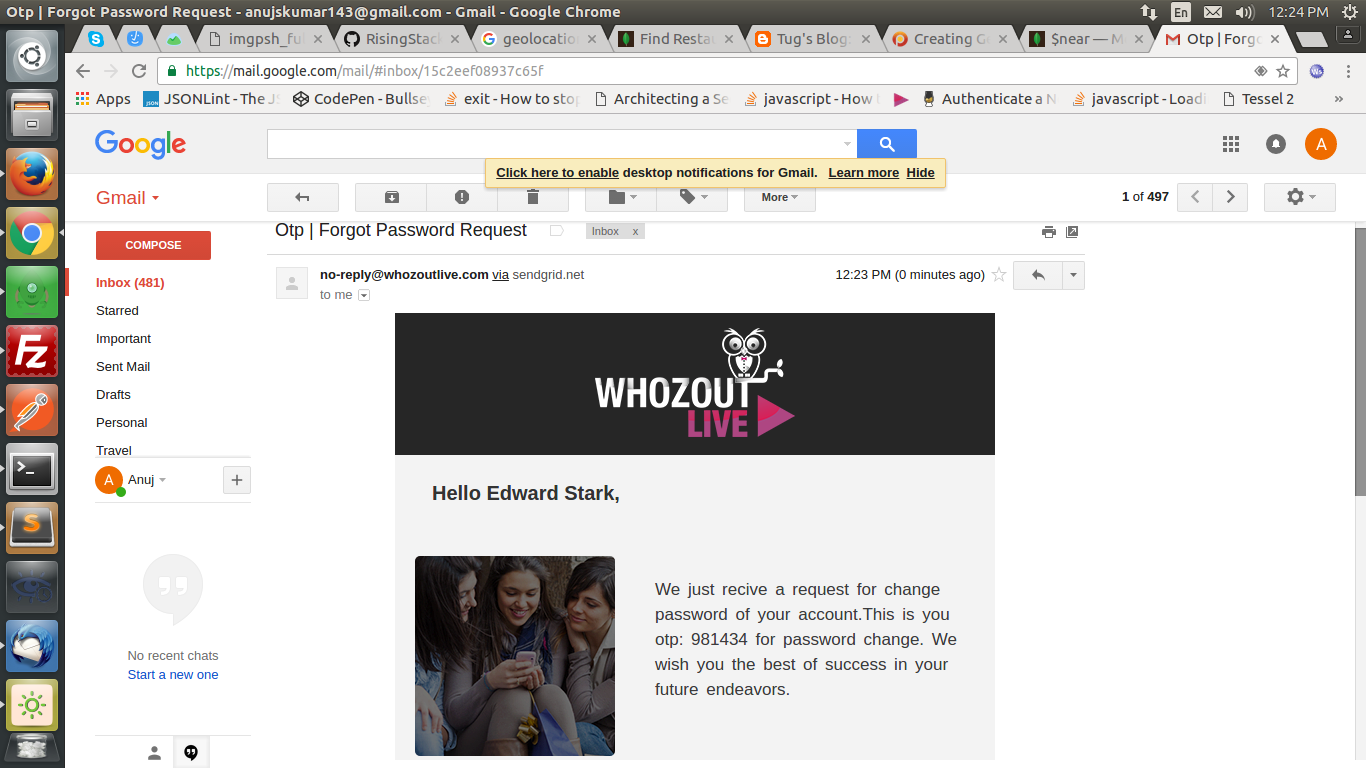 Otp | Forgot Password Request - anujskumar143@gmail.com - Gmail - Google Chrome
En
12:24 PM
imgpsh_ful
RisingStack
geolocatio
Find Resta
Tug's Blog:
Creating G
$near — M
Otp | Forgo
https://mail.google.com/mail/#inbox/15c2eef08937c65f
Apps
JSONLint - The JS
CodePen - Bullsey
exit - How to stop
Architecting a Se
javascript - How
Authenticate a N
javascript - Loadi
Tessel 2
»
Google
A
Click here to enable desktop notifications for Gmail. Learn more Hide
Gmail
More
1 of 497
COMPOSE
Otp | Forgot Password Request
Inbox x
Inbox (481)
Starred
Important
Sent Mail
Drafts
Personal
Travel
A Anuj
No recent chats
Start a new one
no-reply@whozoutlive.com via sendgrid.net
12:23 PM (0 minutes ago)
to me
WHOZOUT
LIVE
Hello Edward Stark,
We just recive a request for change
password of your account.This is you
otp: 981434 for password change. We
wish you the best of success in your
future endeavors.